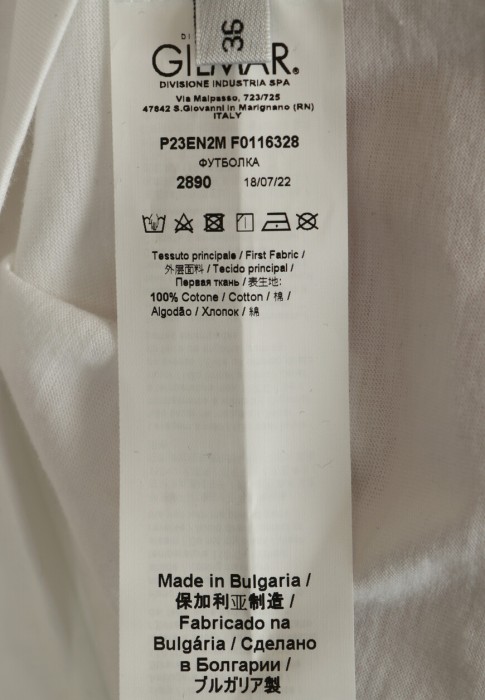 36
DI
GILMAR®
DIVISIONE INDUSTRIA SPA
Via Malpasso, 723/725
47842 S.Giovanni in Marignano (RN)
ITALY
P23EN2M F0116328
ФУТБОЛКА
2890 18/07/22
Tessuto principale / First Fabric /
外層面料 / Tecido principal /
Первая ткань / 表生地:
100% Cotone / Cotton / 棉 /
Algodão / Хлопок / 綿
Made in Bulgaria /
保加利亚制造 /
Fabricado na
Bulgária / Сделано
в Болгарии /
ブルガリア製